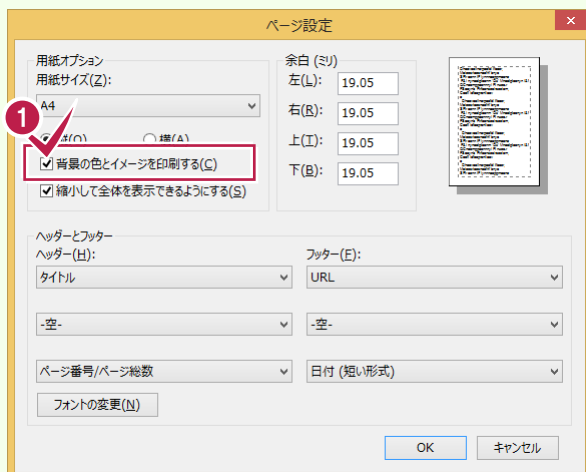 ページ設定
用紙オプション
用紙サイズ(Z):
A4
1
横(A)
背景の色とイメージを印刷する(C)
縮小して全体を表示できるようにする(S)
余白 (ミリ)
左(L): 19.05
右(R): 19.05
上(T): 19.05
下(B): 19.05
ヘッダーとフッター
ヘッダー(H):
フッター(F):
タイトル
URL
-空-
-空-
ページ番号/ページ総数
日付 (短い形式)
フォントの変更(N)
OK
キャンセル